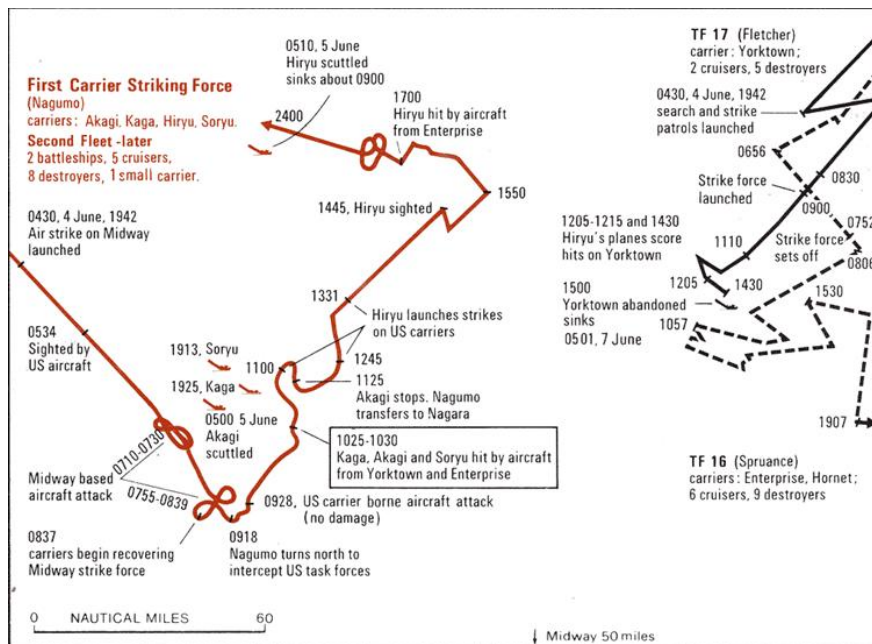 First Carrier Striking Force
(Nagumo)
carriers: Akagi, Kaga, Hiryu, Soryu.
Second Fleet -later
2 battleships, 5 cruisers,
8 destroyers, 1 small carrier.
0510, 5 June
Hiryu scuttled
sinks about 0900
2400
1700
Hiryu hit by aircraft
from Enterprise
1550
1445, Hiryu sighted
0430, 4 June, 1942
Air strike on Midway
launched
0534
Sighted by
US aircraft
1331
Hiryu launches strikes
on US carriers
1245
1100
1125
Akagi stops. Nagumo
transfers to Nagara
1913, Soryu
1925, Kaga
0500 5 June
Akagi
scuttled
1025-1030
Kaga, Akagi and Soryu hit by aircraft
from Yorktown and Enterprise
0710-0730
Midway based
aircraft attack
0755-0839
0928, US carrier borne aircraft attack
(no damage)
0837
carriers begin recovering
Midway strike force
0918
Nagumo turns north to
intercept US task forces
TF 17 (Fletcher)
carrier: Yorktown;
2 cruisers, 5 destroyers
0430, 4 June, 1942
search and strike
patrols launched
0656
0830
Strike force
launched
0900
0752
Strike force
sets off
0806
1205-1215 and 1430
Hiryu's planes score
hits on Yorktown
1110
1205
1430
1530
1500
Yorktown abandoned
sinks
0501, 7 June
1057
1907
TF 16 (Spruance)
carriers: Enterprise, Hornet;
6 cruisers, 9 destroyers
0 NAUTICAL MILES 60
Midway 50 miles